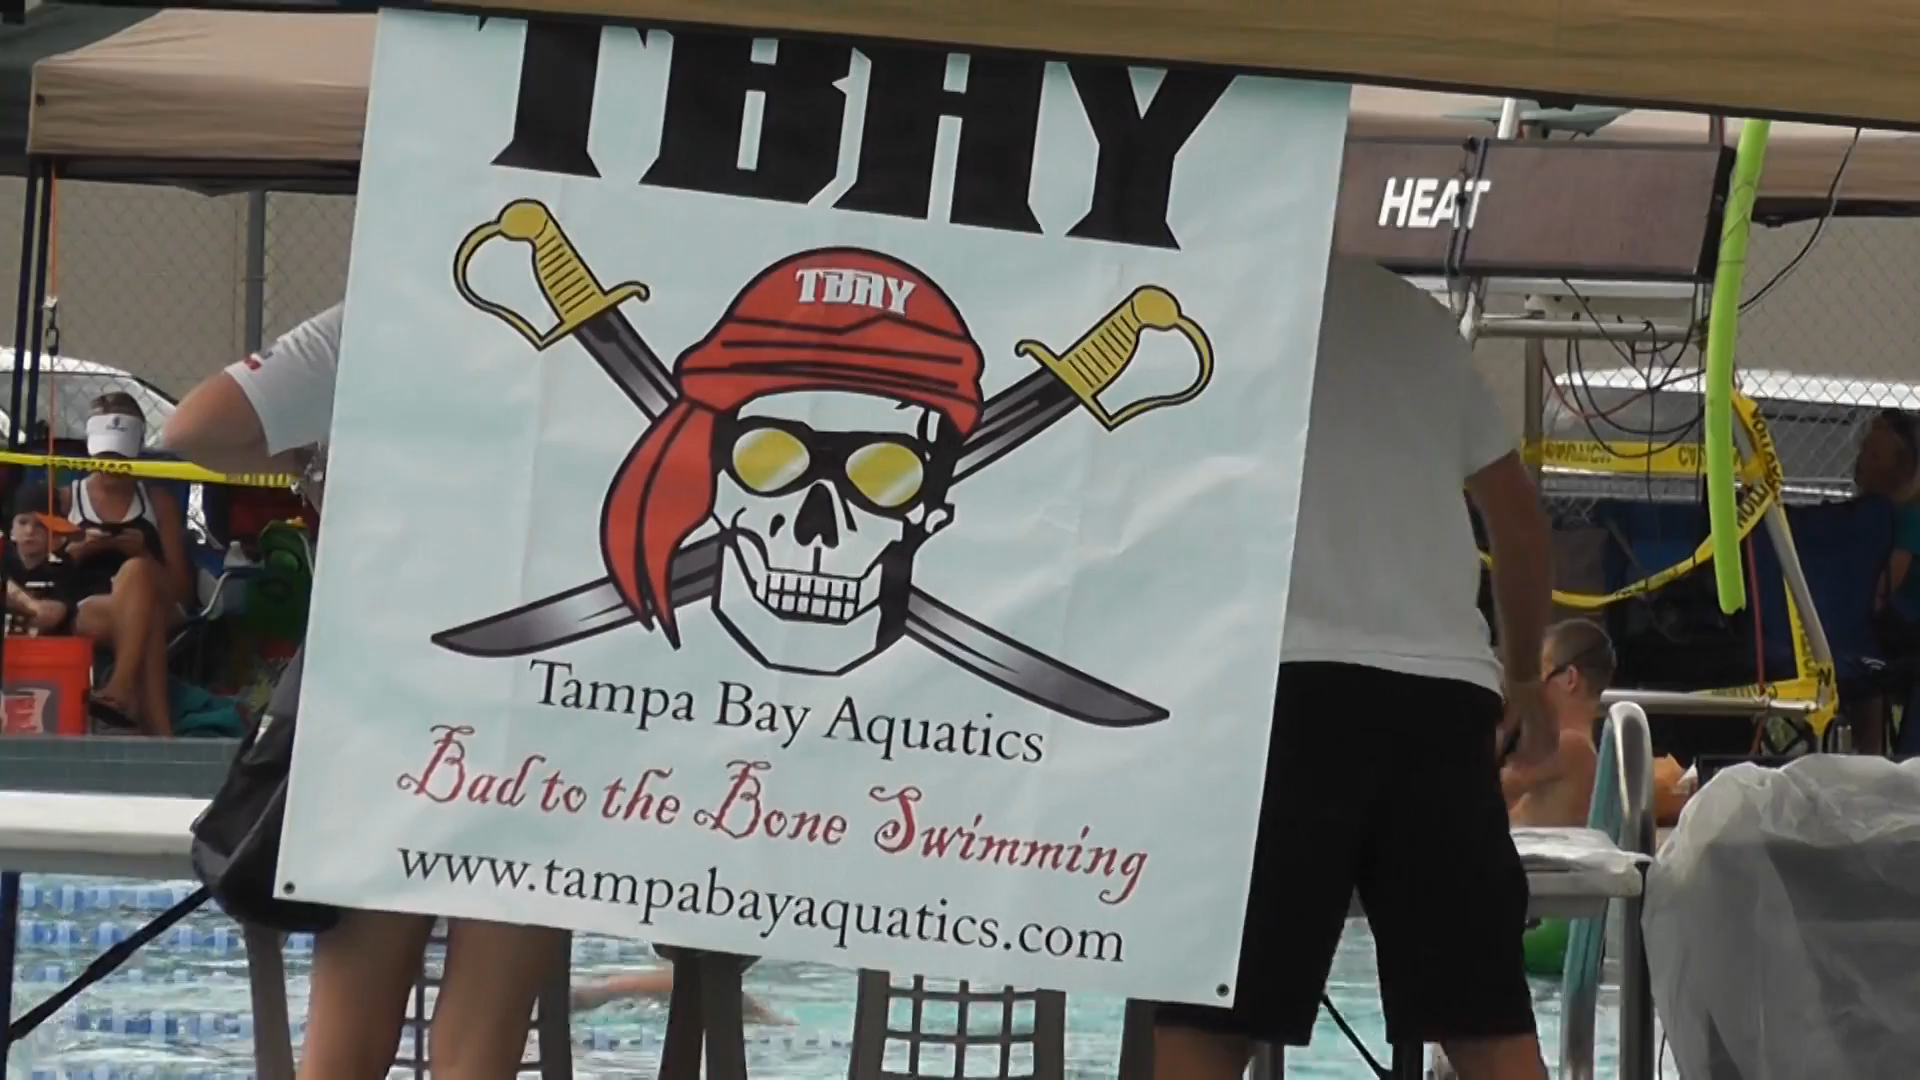 TBAY
HEAT
TBAY
Tampa Bay Aquatics
Bad to the Bone Swimming
www.tampabayaquatics.com